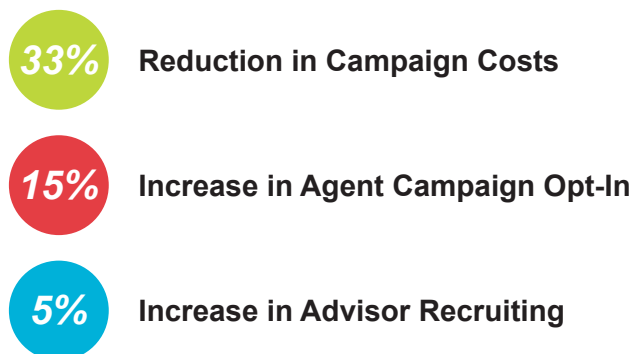 33% Reduction in Campaign Costs
15% Increase in Agent Campaign Opt-In
5% Increase in Advisor Recruiting